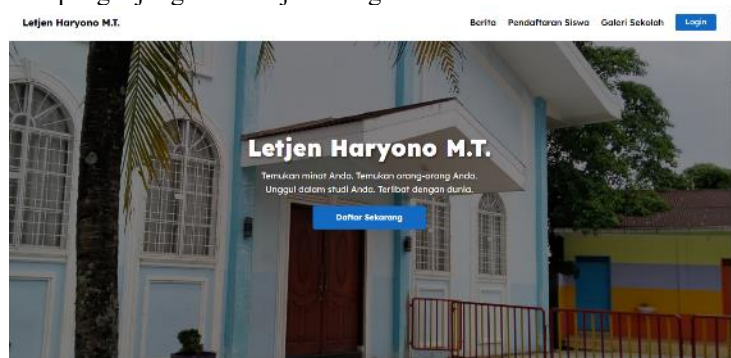 Letjen Haryono M.T.
Berita Pendaftaran Siswa Galeri Sekolah Login
Letjen Haryono M.T.
Temukan minat Anda. Temukan orang-orang Anda.
Unggul dalam studi Anda. Terlibat dengan dunia.
Daftar Sekarang